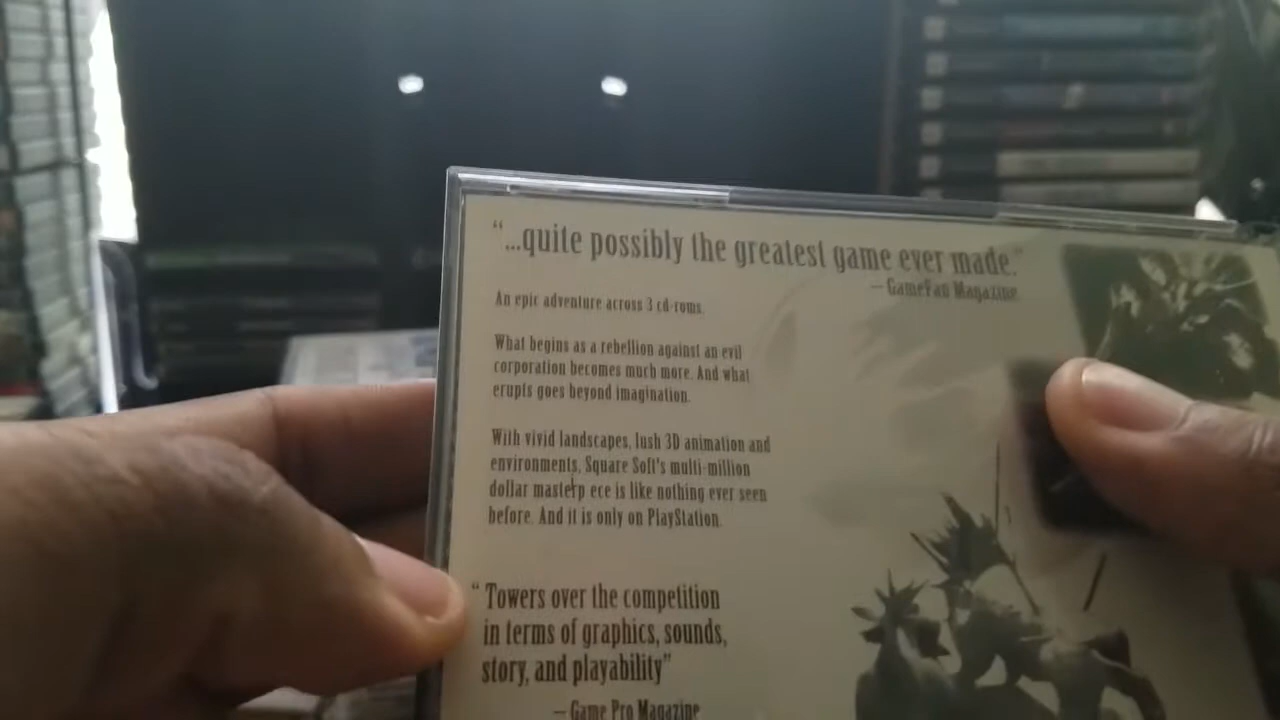 "...quite possibly the greatest game ever made."
— GameFan Magazine
An epic adventure across 3 cd-roms.
What begins as a rebellion against an evil
corporation becomes much more. And what
erupts goes beyond imagination.
With vivid landscapes, lush 3D animation and
environments, Square Soft's multi-million
dollar masterp ece is like nothing ever seen
before. And it is only on PlayStation.
" Towers over the competition
in terms of graphics, sounds,
story, and playability"
— Game Pro Magazine